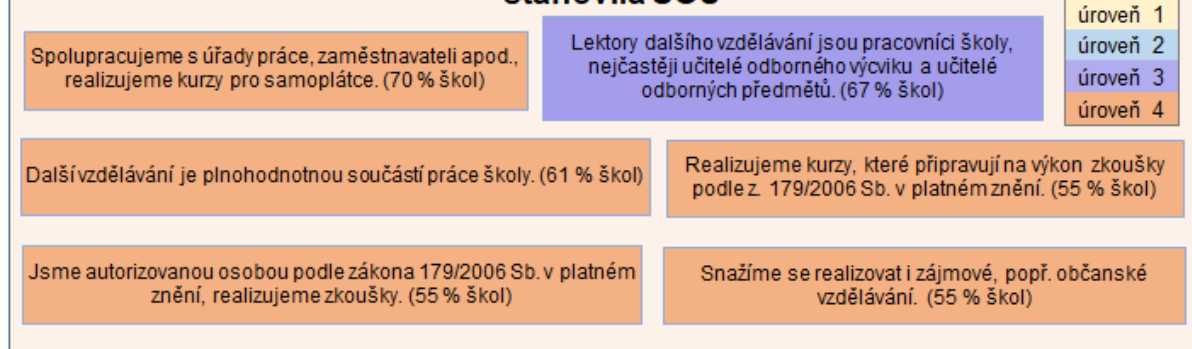 stanovila SOU
úroveň 1
úroveň 2
úroveň 3
úroveň 4
Spolupracujeme s úřady práce, zaměstnavateli apod.,
realizujeme kurzy pro samoplátce. (70 % škol)
Lektory dalšího vzdělávání jsou pracovníci školy,
nejčastěji učitelé odborného výcviku a učitelé
odborných předmětů. (67 % škol)
Další vzdělávání je plnohodnotnou součástí práce školy. (61 % škol)
Realizujeme kurzy, které připravují na výkon zkoušky
podle z. 179/2006 Sb. v platném znění. (55 % škol)
Jsme autorizovanou osobou podle zákona 179/2006 Sb. v platném
znění, realizujeme zkoušky. (55 % škol)
Snažíme se realizovat i zájmové, popř. občanské
vzdělávání. (55 % škol)